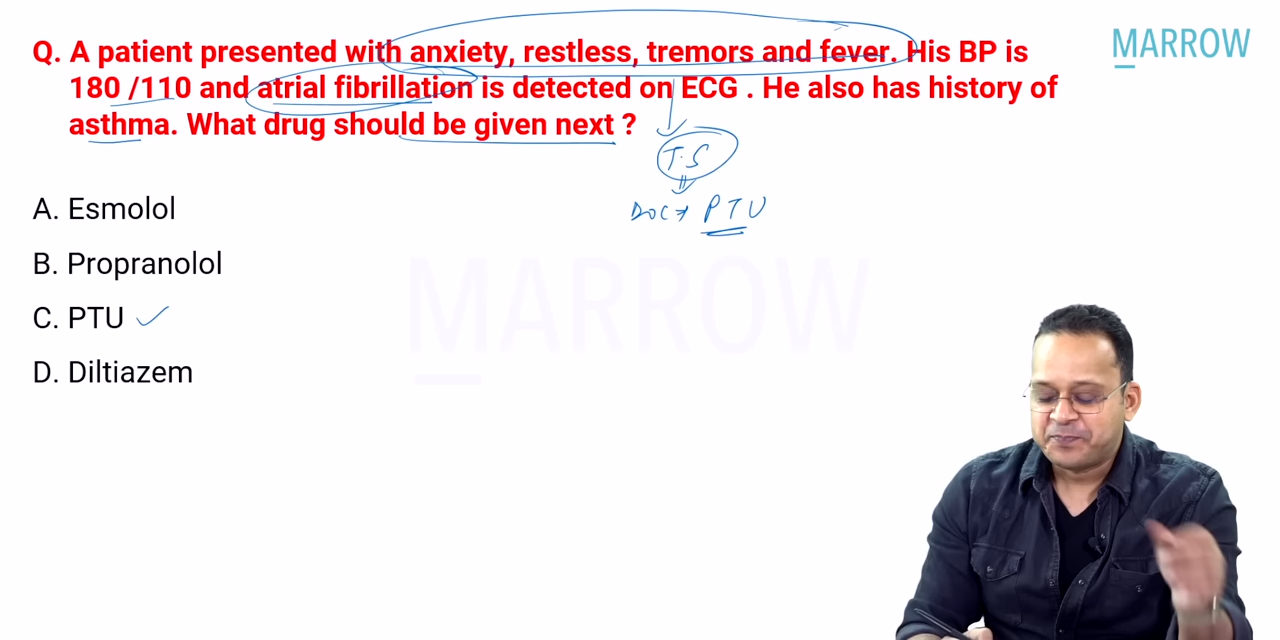 MARROW
Q. A patient presented with anxiety, restless, tremors and fever. His BP is
180 /110 and atrial fibrillation is detected on ECG . He also has history of
asthma. What drug should be given next ?
T.S
DOC→ PTU
A. Esmolol
B. Propranolol
C. PTU
D. Diltiazem
MARROW